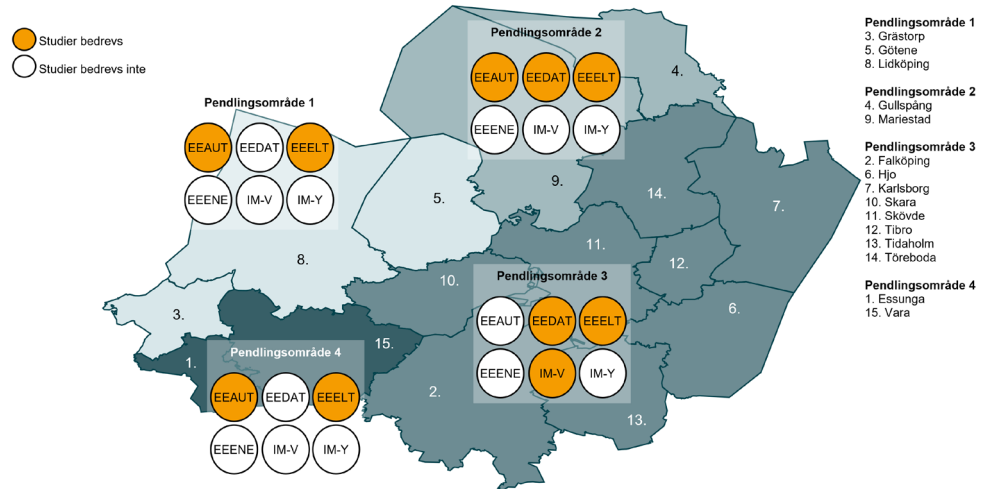 Studier bedrevs
Studier bedrevs inte
Pendlingsområde 1
EEAUT EEDAT EEELT
EEENE IM-V IM-Y
Pendlingsområde 2
EEAUT EEDAT EEELT
EEENE IM-V IM-Y
4.
9.
5.
14.
7.
8.
11.
10.
12.
3.
6.
Pendlingsområde 3
EEAUT EEDAT EEELT
EEENE IM-V IM-Y
15.
1.
Pendlingsområde 4
EEAUT EEDAT EEELT
EEENE IM-V IM-Y
2.
13.
Pendlingsområde 1
3. Grästorp
5. Götene
8. Lidköping
Pendlingsområde 2
4. Gullspång
9. Mariestad
Pendlingsområde 3
2. Falköping
6. Hjo
7. Karlsborg
10. Skara
11. Skövde
12. Tibro
13. Tidaholm
14. Töreboda
Pendlingsområde 4
1. Essunga
15. Vara